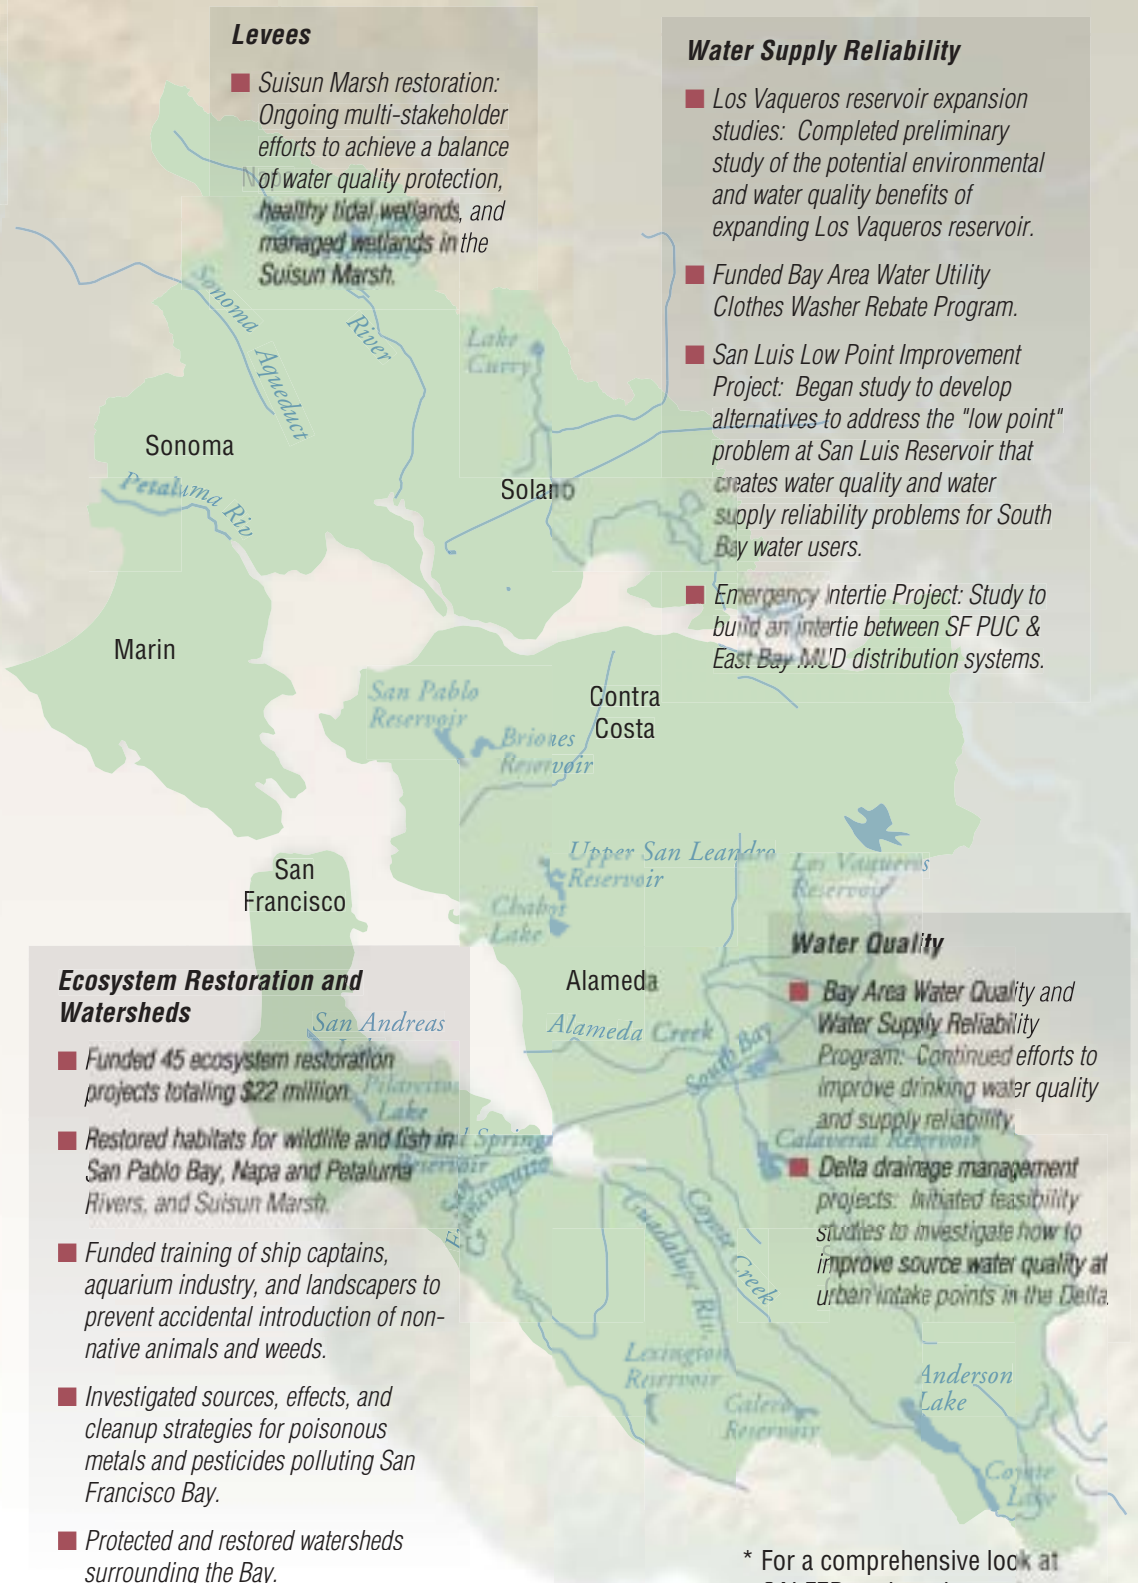 Levees
■ Suisun Marsh restoration:
Ongoing multi-stakeholder
efforts to achieve a balance
of water quality protection,
healthy tidal wetlands, and
managed wetlands in the
Suisun Marsh.
Water Supply Reliability
■ Los Vaqueros reservoir expansion
studies: Completed preliminary
study of the potential environmental
and water quality benefits of
expanding Los Vaqueros reservoir.
■ Funded Bay Area Water Utility
Clothes Washer Rebate Program.
■ San Luis Low Point Improvement
Project: Began study to develop
alternatives to address the "low point"
problem at San Luis Reservoir that
creates water quality and water
supply reliability problems for South
Bay water users.
■ Emergency Intertie Project: Study to
build an intertie between SF PUC &
East Bay MUD distribution systems.
Sonoma Aqueduct
River
Lake
Curry
Sonoma
Petaluma Riv
Solano
Marin
San Pablo
Reservoir
Briones
Reservoir
Contra
Costa
Upper San Leandro
Reservoir
Los Vaqueros
Reservoir
San
Francisco
Chabot
Lake
Alameda
Alameda Creek
South Bay
San Andreas
Lake
Pilarcitos
Lake
Springs
Reservoir
San
Calaveras Reservoir
Guadalupe Riv.
Coyote Creek
Lexington
Reservoir
Calero
Reservoir
Anderson
Lake
Coyote
Lake
Ecosystem Restoration and
Watersheds
■ Funded 45 ecosystem restoration
projects totaling $22 million.
■ Restored habitats for wildlife and fish in
San Pablo Bay, Napa and Petaluma
Rivers, and Suisun Marsh.
■ Funded training of ship captains,
aquarium industry, and landscapers to
prevent accidental introduction of non-
native animals and weeds.
■ Investigated sources, effects, and
cleanup strategies for poisonous
metals and pesticides polluting San
Francisco Bay.
■ Protected and restored watersheds
surrounding the Bay.
Water Quality
■ Bay Area Water Quality and
Water Supply Reliability
Program: Continued efforts to
improve drinking water quality
and supply reliability.
■ Delta drainage management
projects: Initiated feasibility
studies to investigate how to
improve source water quality at
urban intake points in the Delta.
* For a comprehensive look at